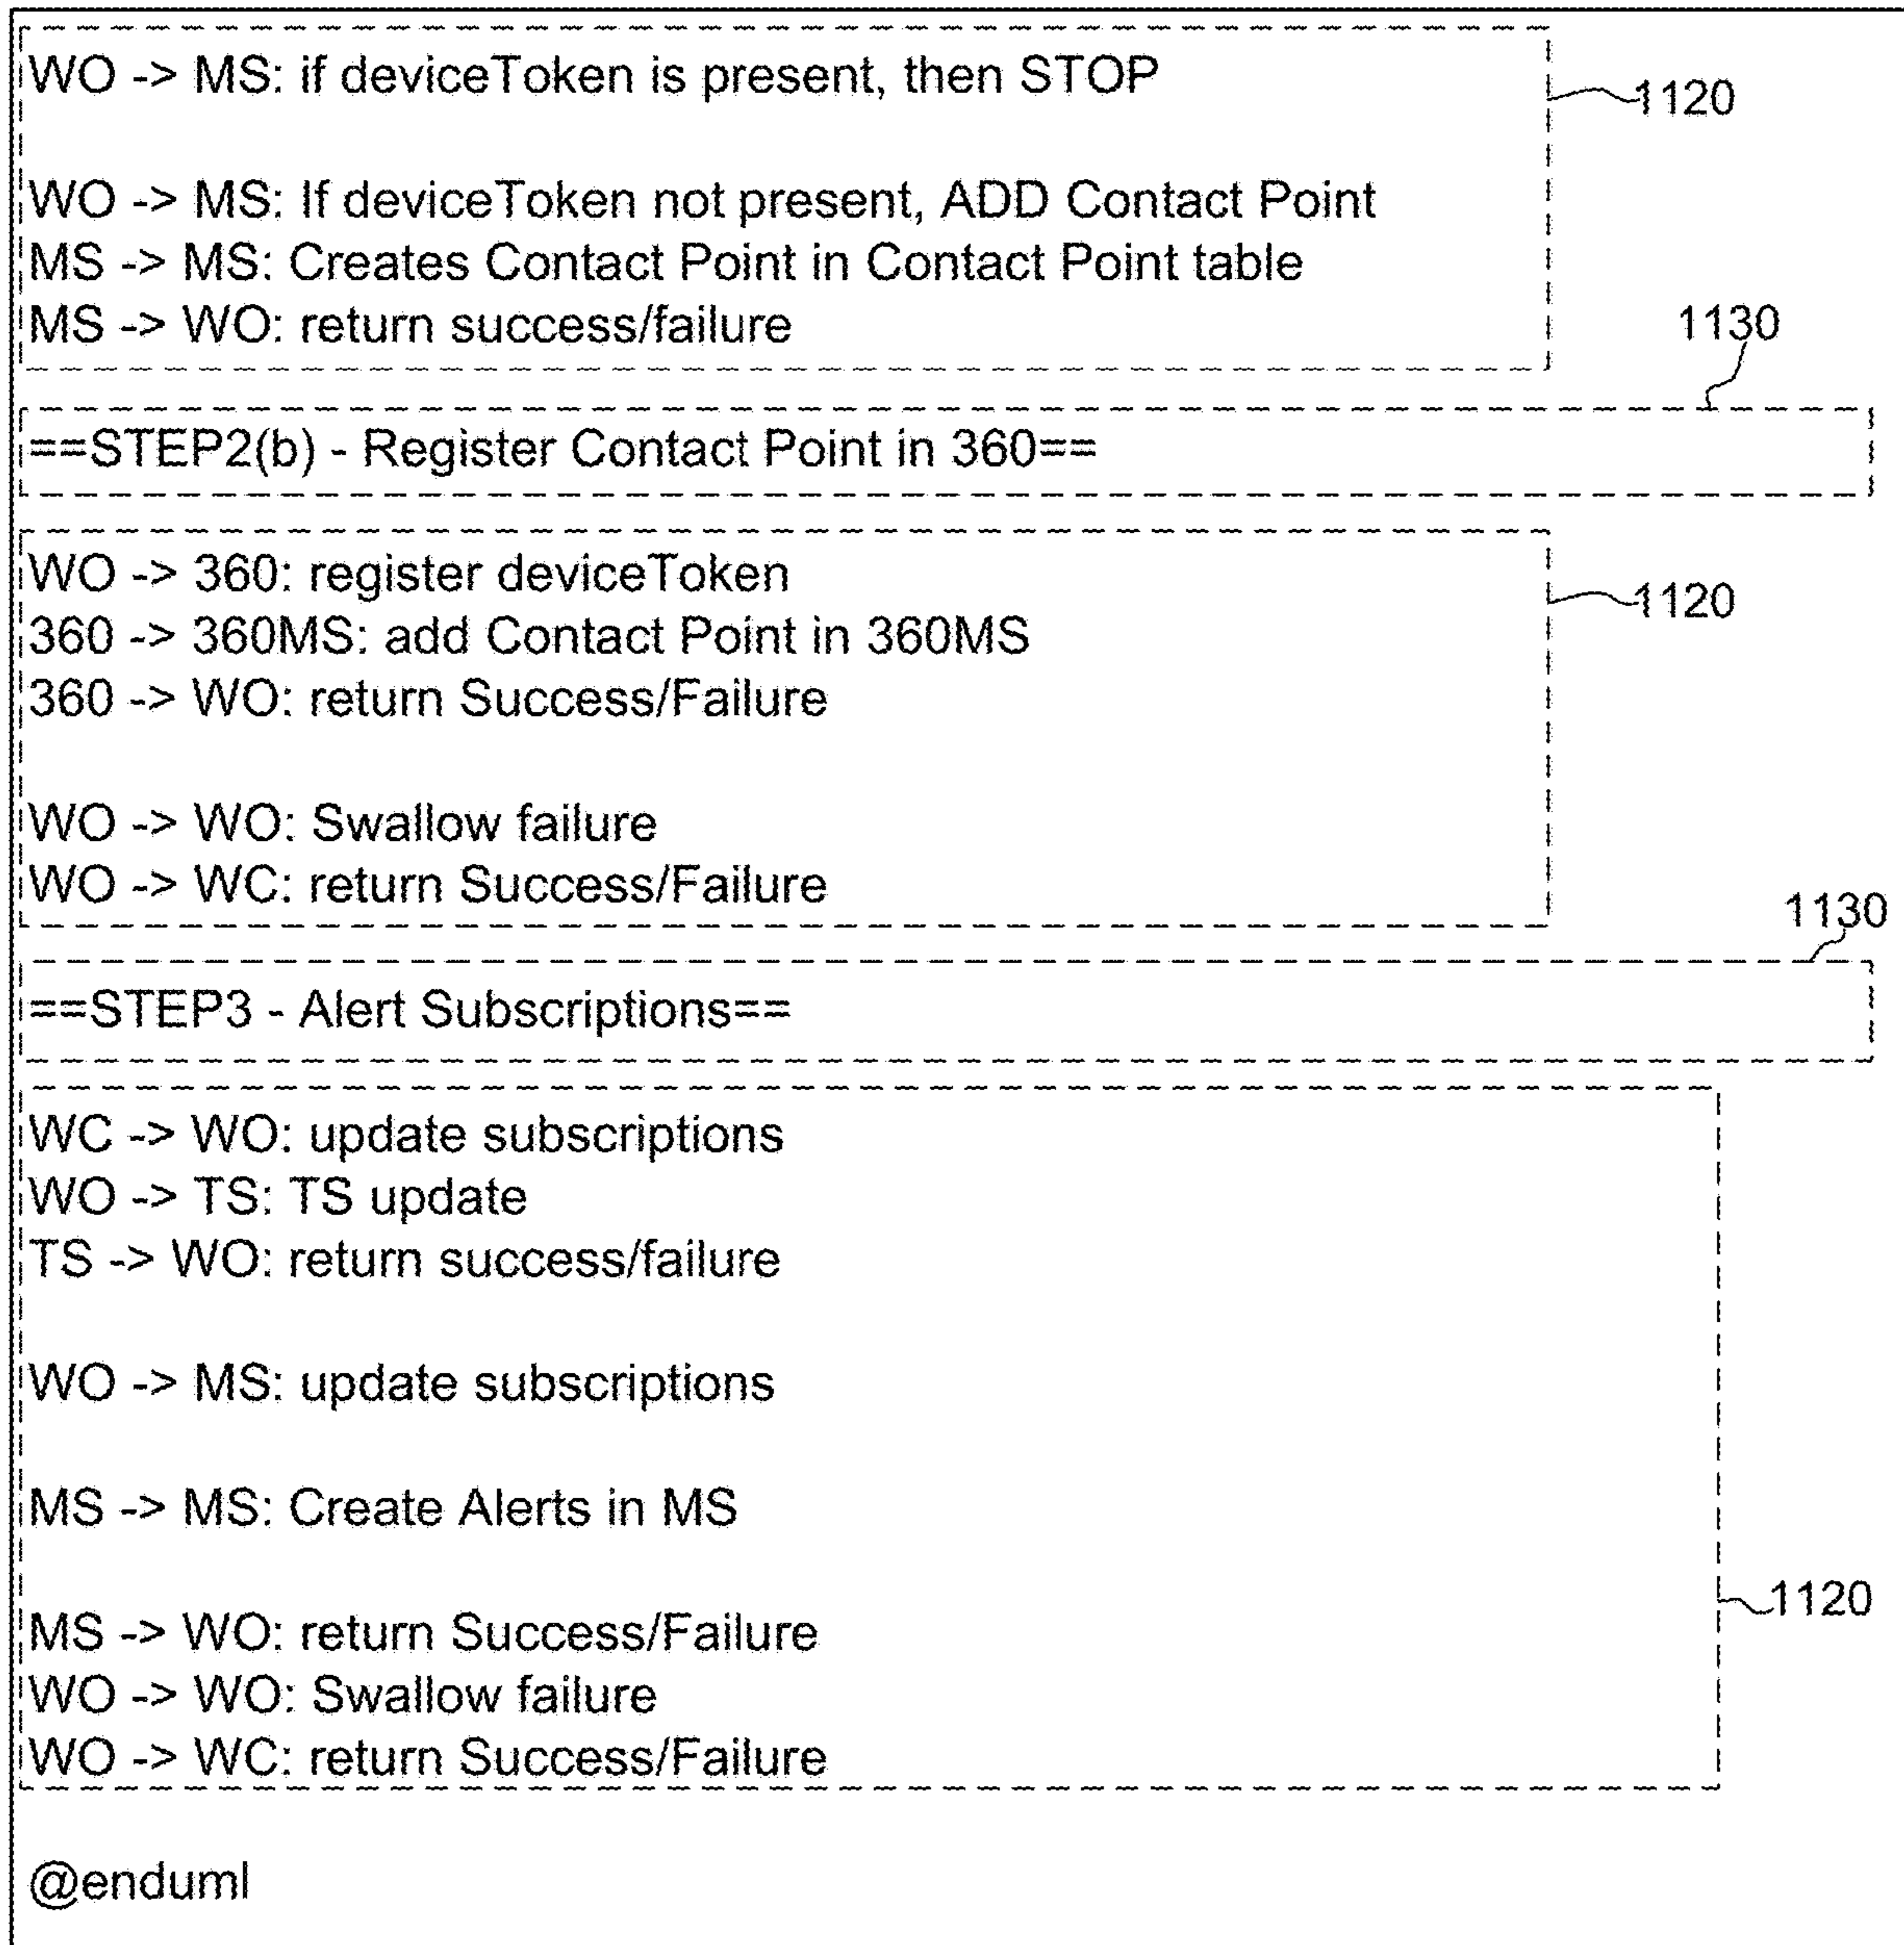 WO -> MS: if deviceToken is present, then STOP
1120
WO -> MS: If deviceToken not present, ADD Contact Point
MS -> MS: Creates Contact Point in Contact Point table
MS -> WO: return success/failure
1130
==STEP2(b) - Register Contact Point in 360==
WO -> 360: register deviceToken
1120
360 -> 360MS: add Contact Point in 360MS
360 -> WO: return Success/Failure
WO -> WO: Swallow failure
WO -> WC: return Success/Failure
1130
==STEP3 - Alert Subscriptions==
WC -> WO: update subscriptions
WO -> TS: TS update
TS -> WO: return success/failure
WO -> MS: update subscriptions
MS -> MS: Create Alerts in MS
1120
MS -> WO: return Success/Failure
WO -> WO: Swallow failure
WO -> WC: return Success/Failure
@enduml